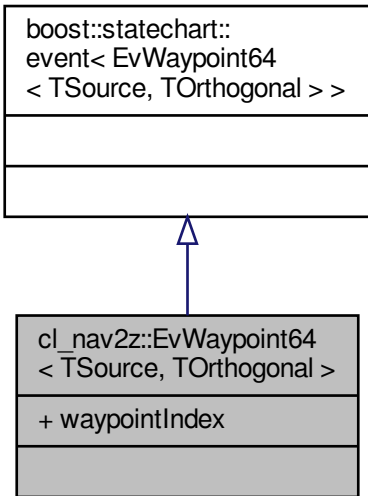 boost::statechart::
event< EvWaypoint64
< TSource, TOrthogonal > >
cl_nav2z::EvWaypoint64
< TSource, TOrthogonal >
+ waypointIndex